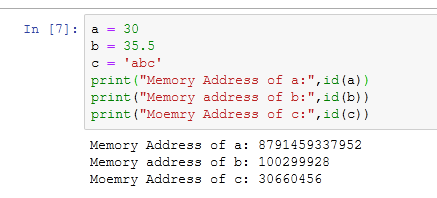 In [7]: a = 30
b = 35.5
c = 'abc'
print("Memory Address of a:",id(a))
print("Memory address of b:",id(b))
print("Moemry Address of c:",id(c))
Memory Address of a: 8791459337952
Memory address of b: 100299928
Moemry Address of c: 30660456